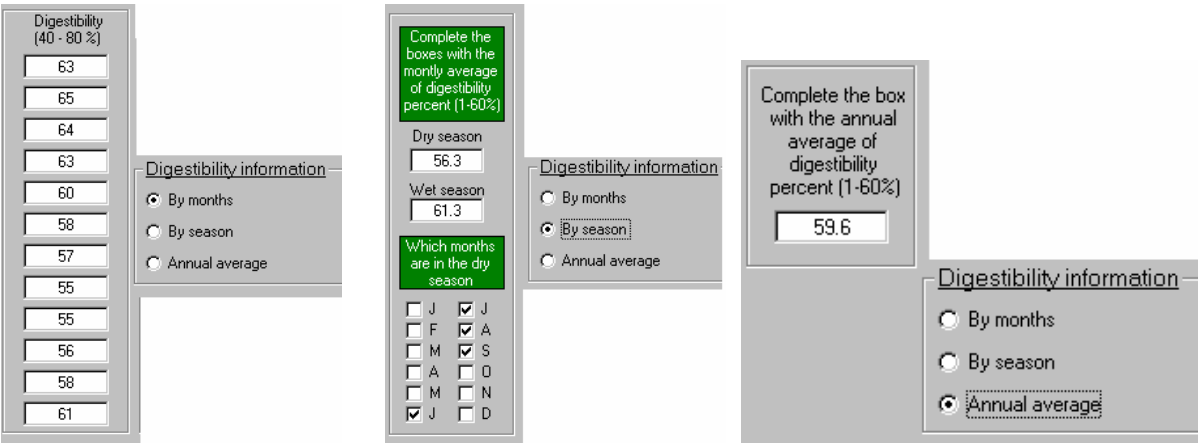 Digestibility
(40 - 80 %)
63
65
64
63
60
58
57
55
55
56
58
61
Digestibility information
By months
By season
Annual average
Complete the
boxes with the
montly average
of digestibility
percent (1-60%)
Dry season
56.3
Wet season
61.3
Which months
are in the dry
season
J J
F A
M S
A O
M N
J D
Digestibility information
By months
By season
Annual average
Complete the box
with the annual
average of
digestibility
percent (1-60%)
59.6
Digestibility information
By months
By season
Annual average